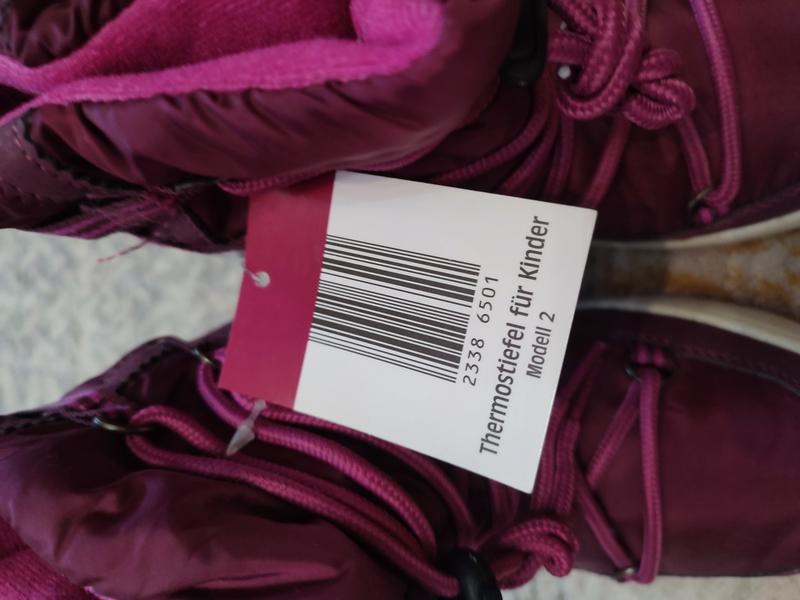 2338 6501
Thermostiefel für Kinder
Modell 2